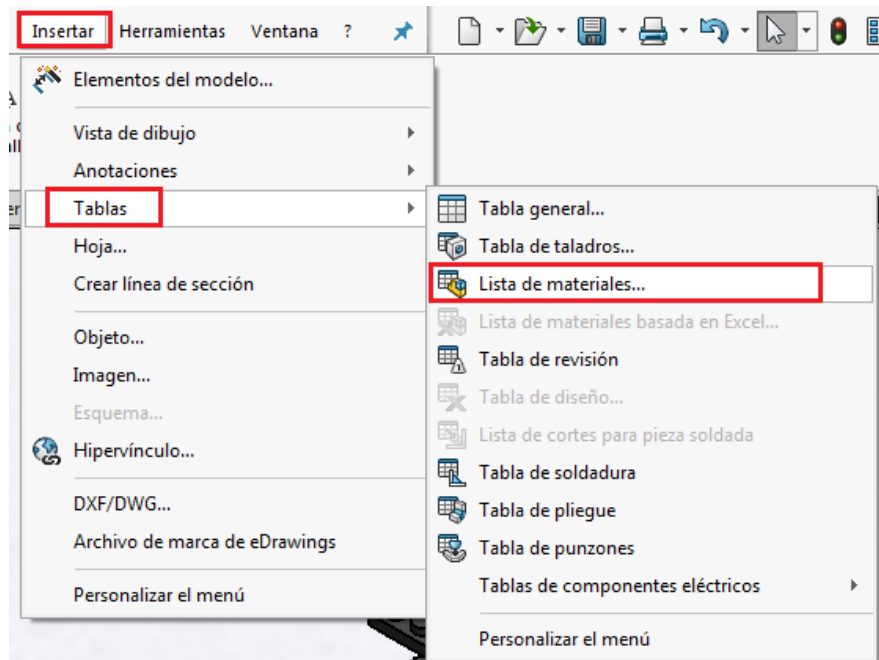 Insertar Herramientas Ventana ?
Elementos del modelo...
Vista de dibujo
Anotaciones
Tablas
Hoja...
Crear línea de sección
Objeto...
Imagen...
Esquema...
Hipervínculo...
DXF/DWG...
Archivo de marca de eDrawings
Personalizar el menú
Tabla general...
Tabla de taladros...
Lista de materiales...
Lista de materiales basada en Excel...
Tabla de revisión
Tabla de diseño...
Lista de cortes para pieza soldada
Tabla de soldadura
Tabla de pliegue
Tabla de punzones
Tablas de componentes eléctricos
Personalizar el menú